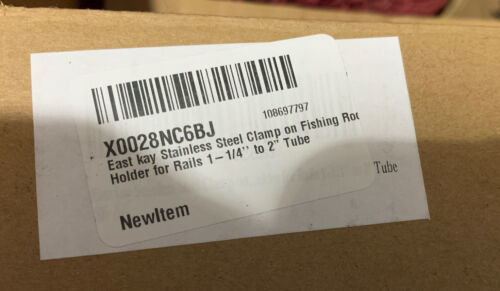 108697797
X0028NC6BJ
East kay Stainless Steel Clamp on Fishing Rod
Holder for Rails 1-1/4'' to 2" Tube
Tube
NewItem